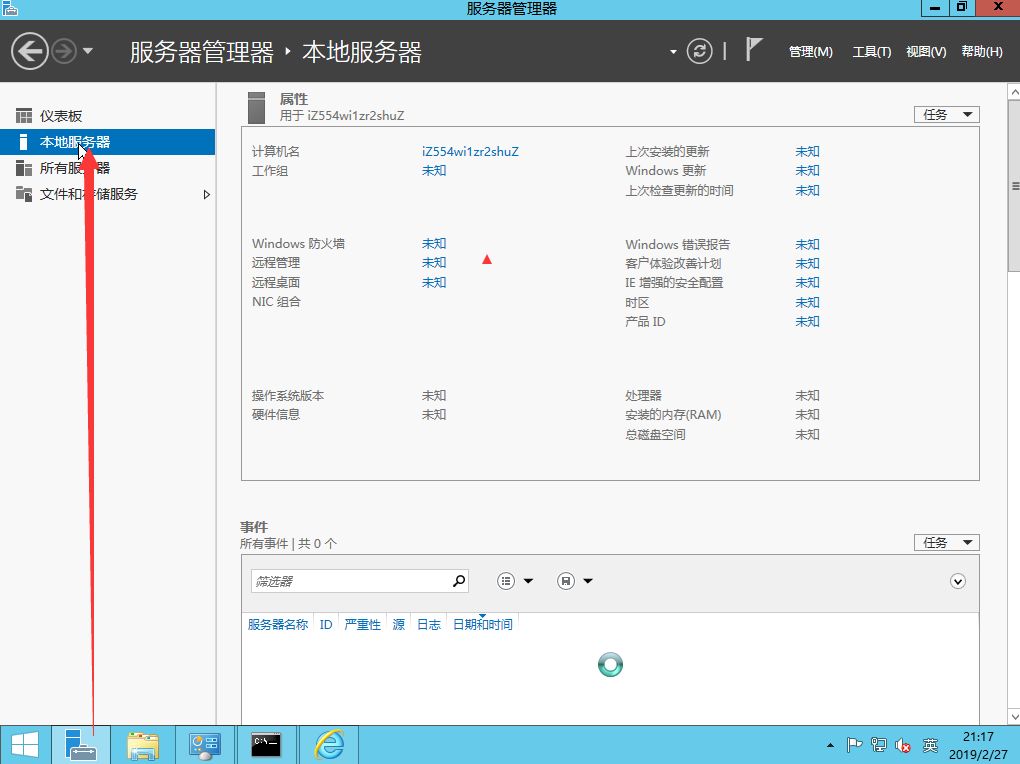 服务器管理器
服务器管理器 · 本地服务器
管理(M) 工具(T) 视图(V) 帮助(H)
仪表板
本地服务器
所有服务器
文件和存储服务
属性
用于 iZ554wi1zr2shuZ
任务
计算机名 iZ554wi1zr2shuZ 上次安装的更新 未知
工作组 未知 Windows 更新 未知
上次检查更新的时间 未知
Windows 防火墙 未知 Windows 错误报告 未知
远程管理 未知 客户体验改善计划 未知
远程桌面 未知 IE 增强的安全配置 未知
NIC 组合 时区 未知
产品 ID 未知
操作系统版本 未知 处理器 未知
硬件信息 未知 安装的内存(RAM) 未知
总磁盘空间 未知
事件
所有事件 | 共 0 个
任务
筛选器
服务器名称 ID 严重性 源 日志 日期和时间
C:\_
英
21:17
2019/2/27